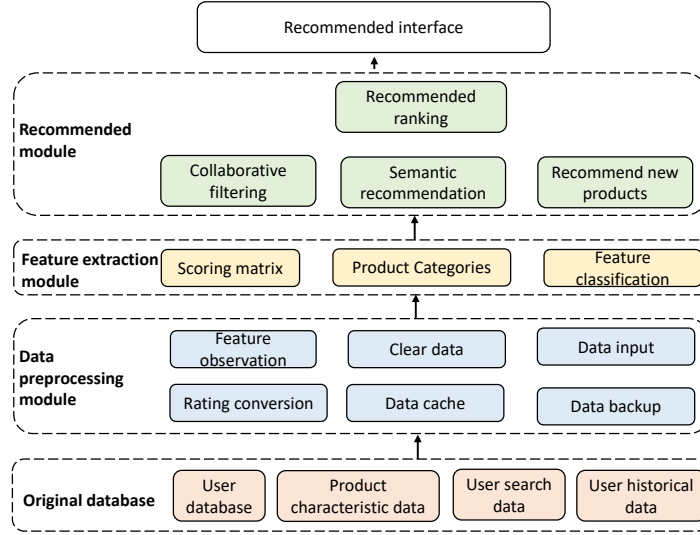 Recommended interface
Recommended
module
Recommended
ranking
Collaborative
filtering
Semantic
recommendation
Recommend new
products
Feature extraction
module
Scoring matrix
Product Categories
Feature
classification
Data
preprocessing
module
Feature
observation
Clear data
Data input
Rating conversion
Data cache
Data backup
Original database
User
database
Product
characteristic data
User search
data
User historical
data